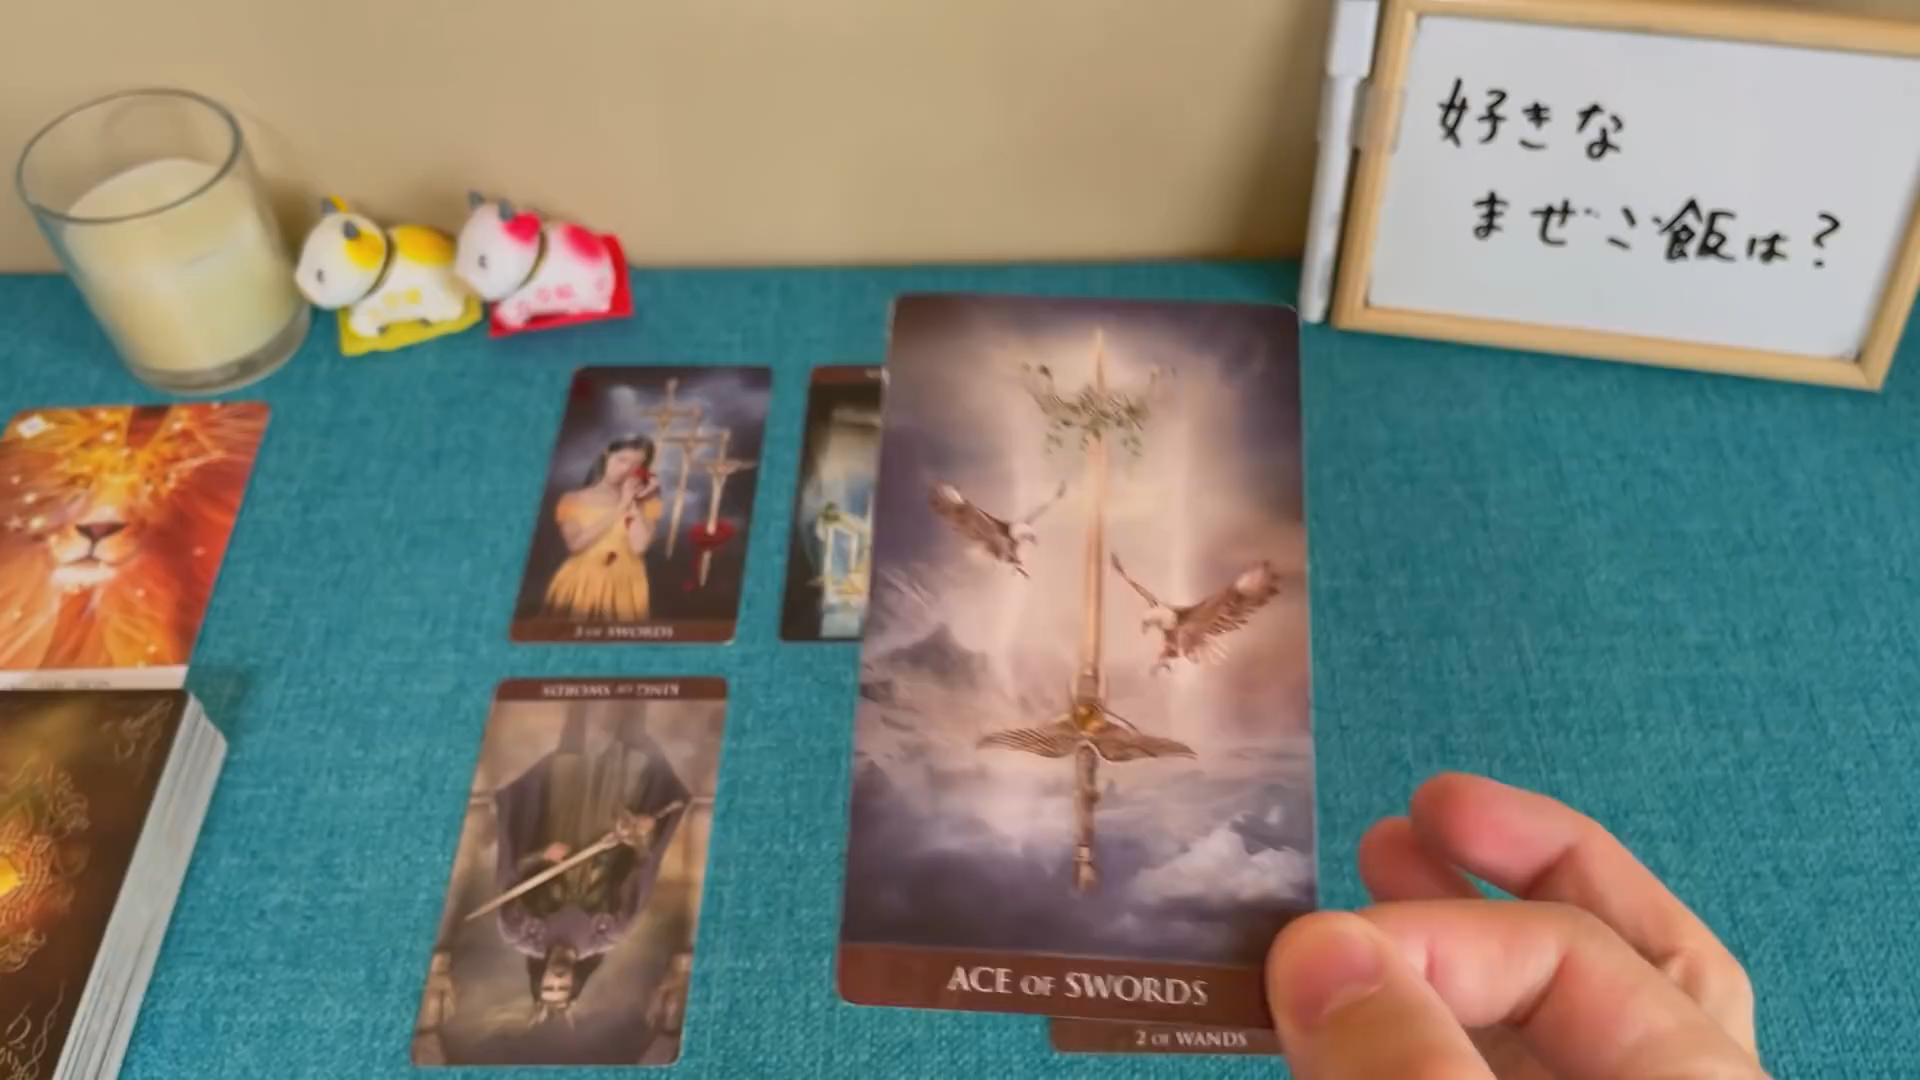 好きな
まぜご飯は?
3 OF SWORDS
KING OF SWORDS
ACE OF SWORDS
2 OF WANDS